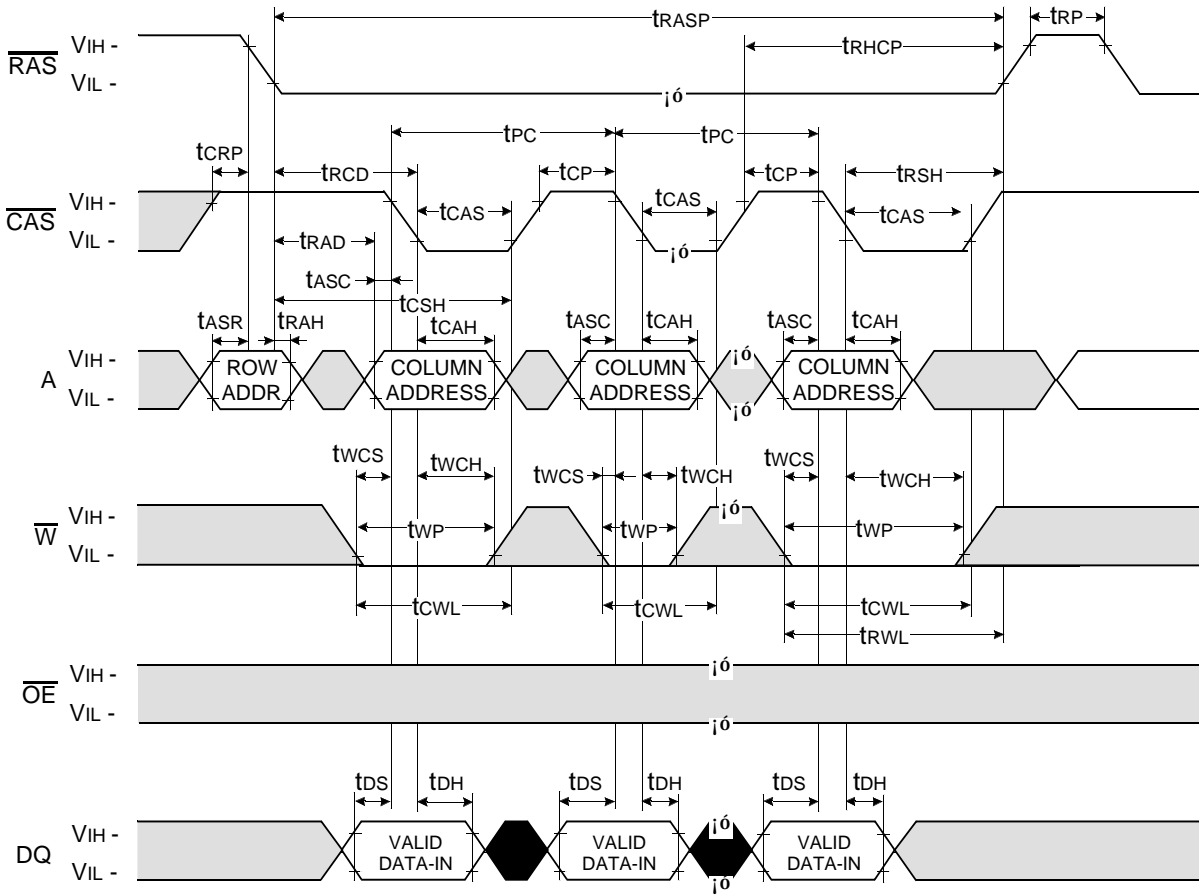 tRASP
tRP
tRHCP
RAS
VIH -
VIL -
¡ó
tPC
tPC
tCRP
tRCD
tCP
tCP
tRSH
CAS
VIH -
VIL -
tCAS
tCAS
tCAS
¡ó
tRAD
tASC
tCSH
tASR
tRAH
tCAH
tASC
tCAH
tASC
tCAH
A
VIH -
VIL -
ROW
ADDR
COLUMN
ADDRESS
COLUMN
ADDRESS
¡ó
¡ó
COLUMN
ADDRESS
tWCS
tWCH
tWCS
tWCH
tWCS
tWCH
W
VIH -
VIL -
tWP
tWP
¡ó
tWP
tCWL
tCWL
tCWL
tRWL
OE
VIH -
VIL -
¡ó
¡ó
tDS
tDH
tDS
tDH
tDS
tDH
DQ
VIH -
VIL -
VALID
DATA-IN
VALID
DATA-IN
¡ó
¡ó
VALID
DATA-IN